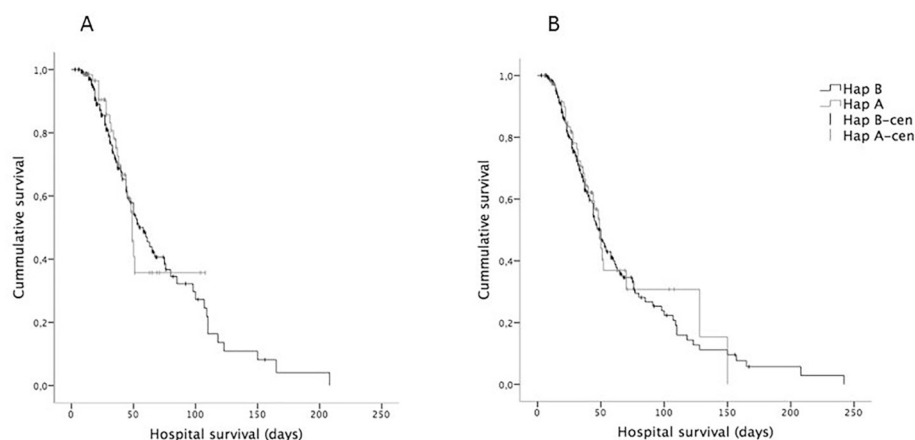 A
B
Cummulative survival
1,0
0,8
0,6
0,4
0,2
0,0
0 50 100 150 200 250
Hospital survival (days)
Cummulative survival
1,0
0,8
0,6
0,4
0,2
0,0
0 50 100 150 200 250
Hospital survival (days)
Hap B
Hap A
Hap B-cen
Hap A-cen